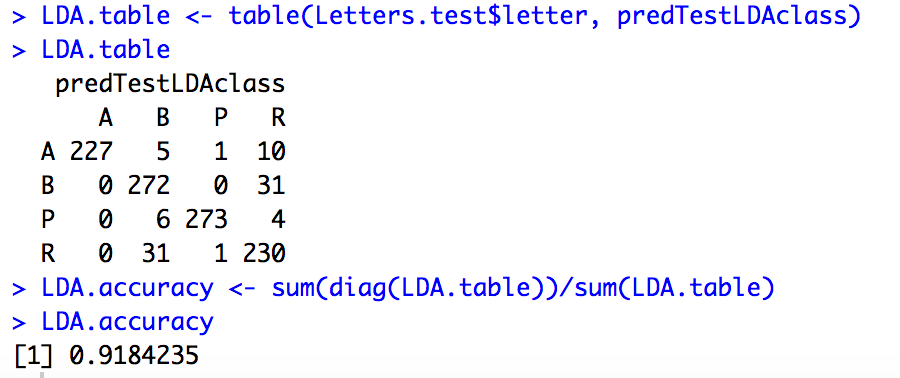 > LDA.table <- table(Letters.test$letter, predTestLDAclass)
> LDA.table
   predTestLDAclass
      A   B   P   R
  A 227   5   1  10
  B   0 272   0  31
  P   0   6 273   4
  R   0  31   1 230
> LDA.accuracy <- sum(diag(LDA.table))/sum(LDA.table)
> LDA.accuracy
[1] 0.9184235